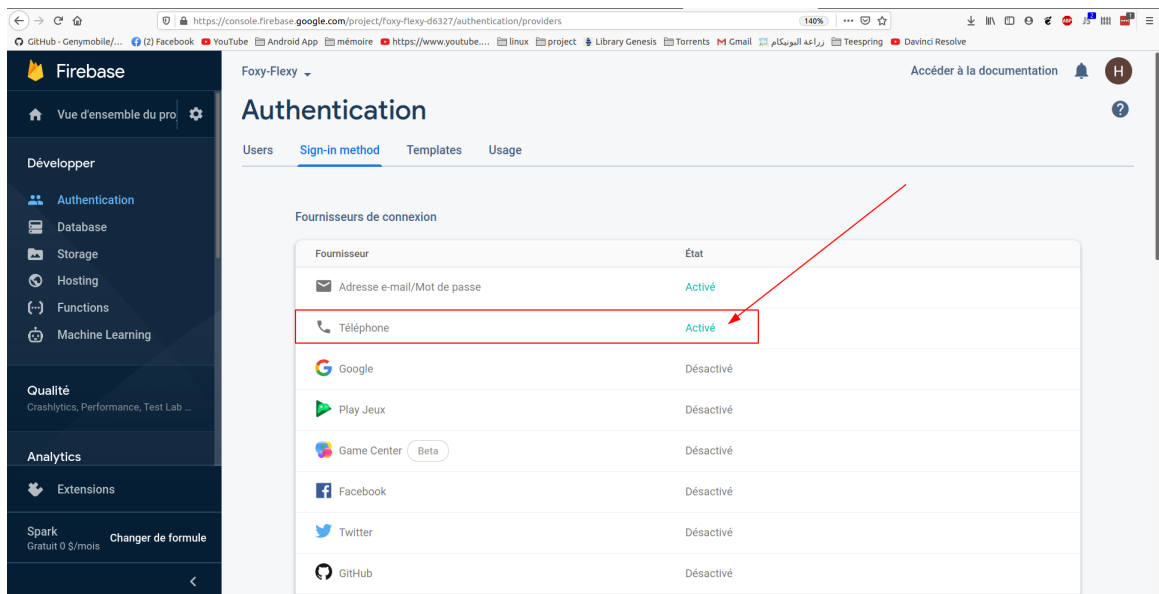 https://console.firebase.google.com/project/foxy-flexy-d6327/authentication/providers
140%
GitHub - Genymobile/... (2) Facebook YouTube Android App mémoire https://www.youtube.... linux project Library Genesis Torrents Gmail زراعة البونيكام Teespring Davinci Resolve
Firebase
Foxy-Flexy
Accéder à la documentation
H
Vue d'ensemble du pro
Authentication
?
Users Sign-in method Templates Usage
Développer
Authentication
Database
Storage
Hosting
Functions
Machine Learning
Qualité
Crashlytics, Performance, Test Lab ...
Analytics
Extensions
Spark
Gratuit 0 $/mois
Changer de formule
Fournisseurs de connexion
Fournisseur État
Adresse e-mail/Mot de passe Activé
Téléphone Activé
Google Désactivé
Play Jeux Désactivé
Game Center Beta Désactivé
Facebook Désactivé
Twitter Désactivé
GitHub Désactivé